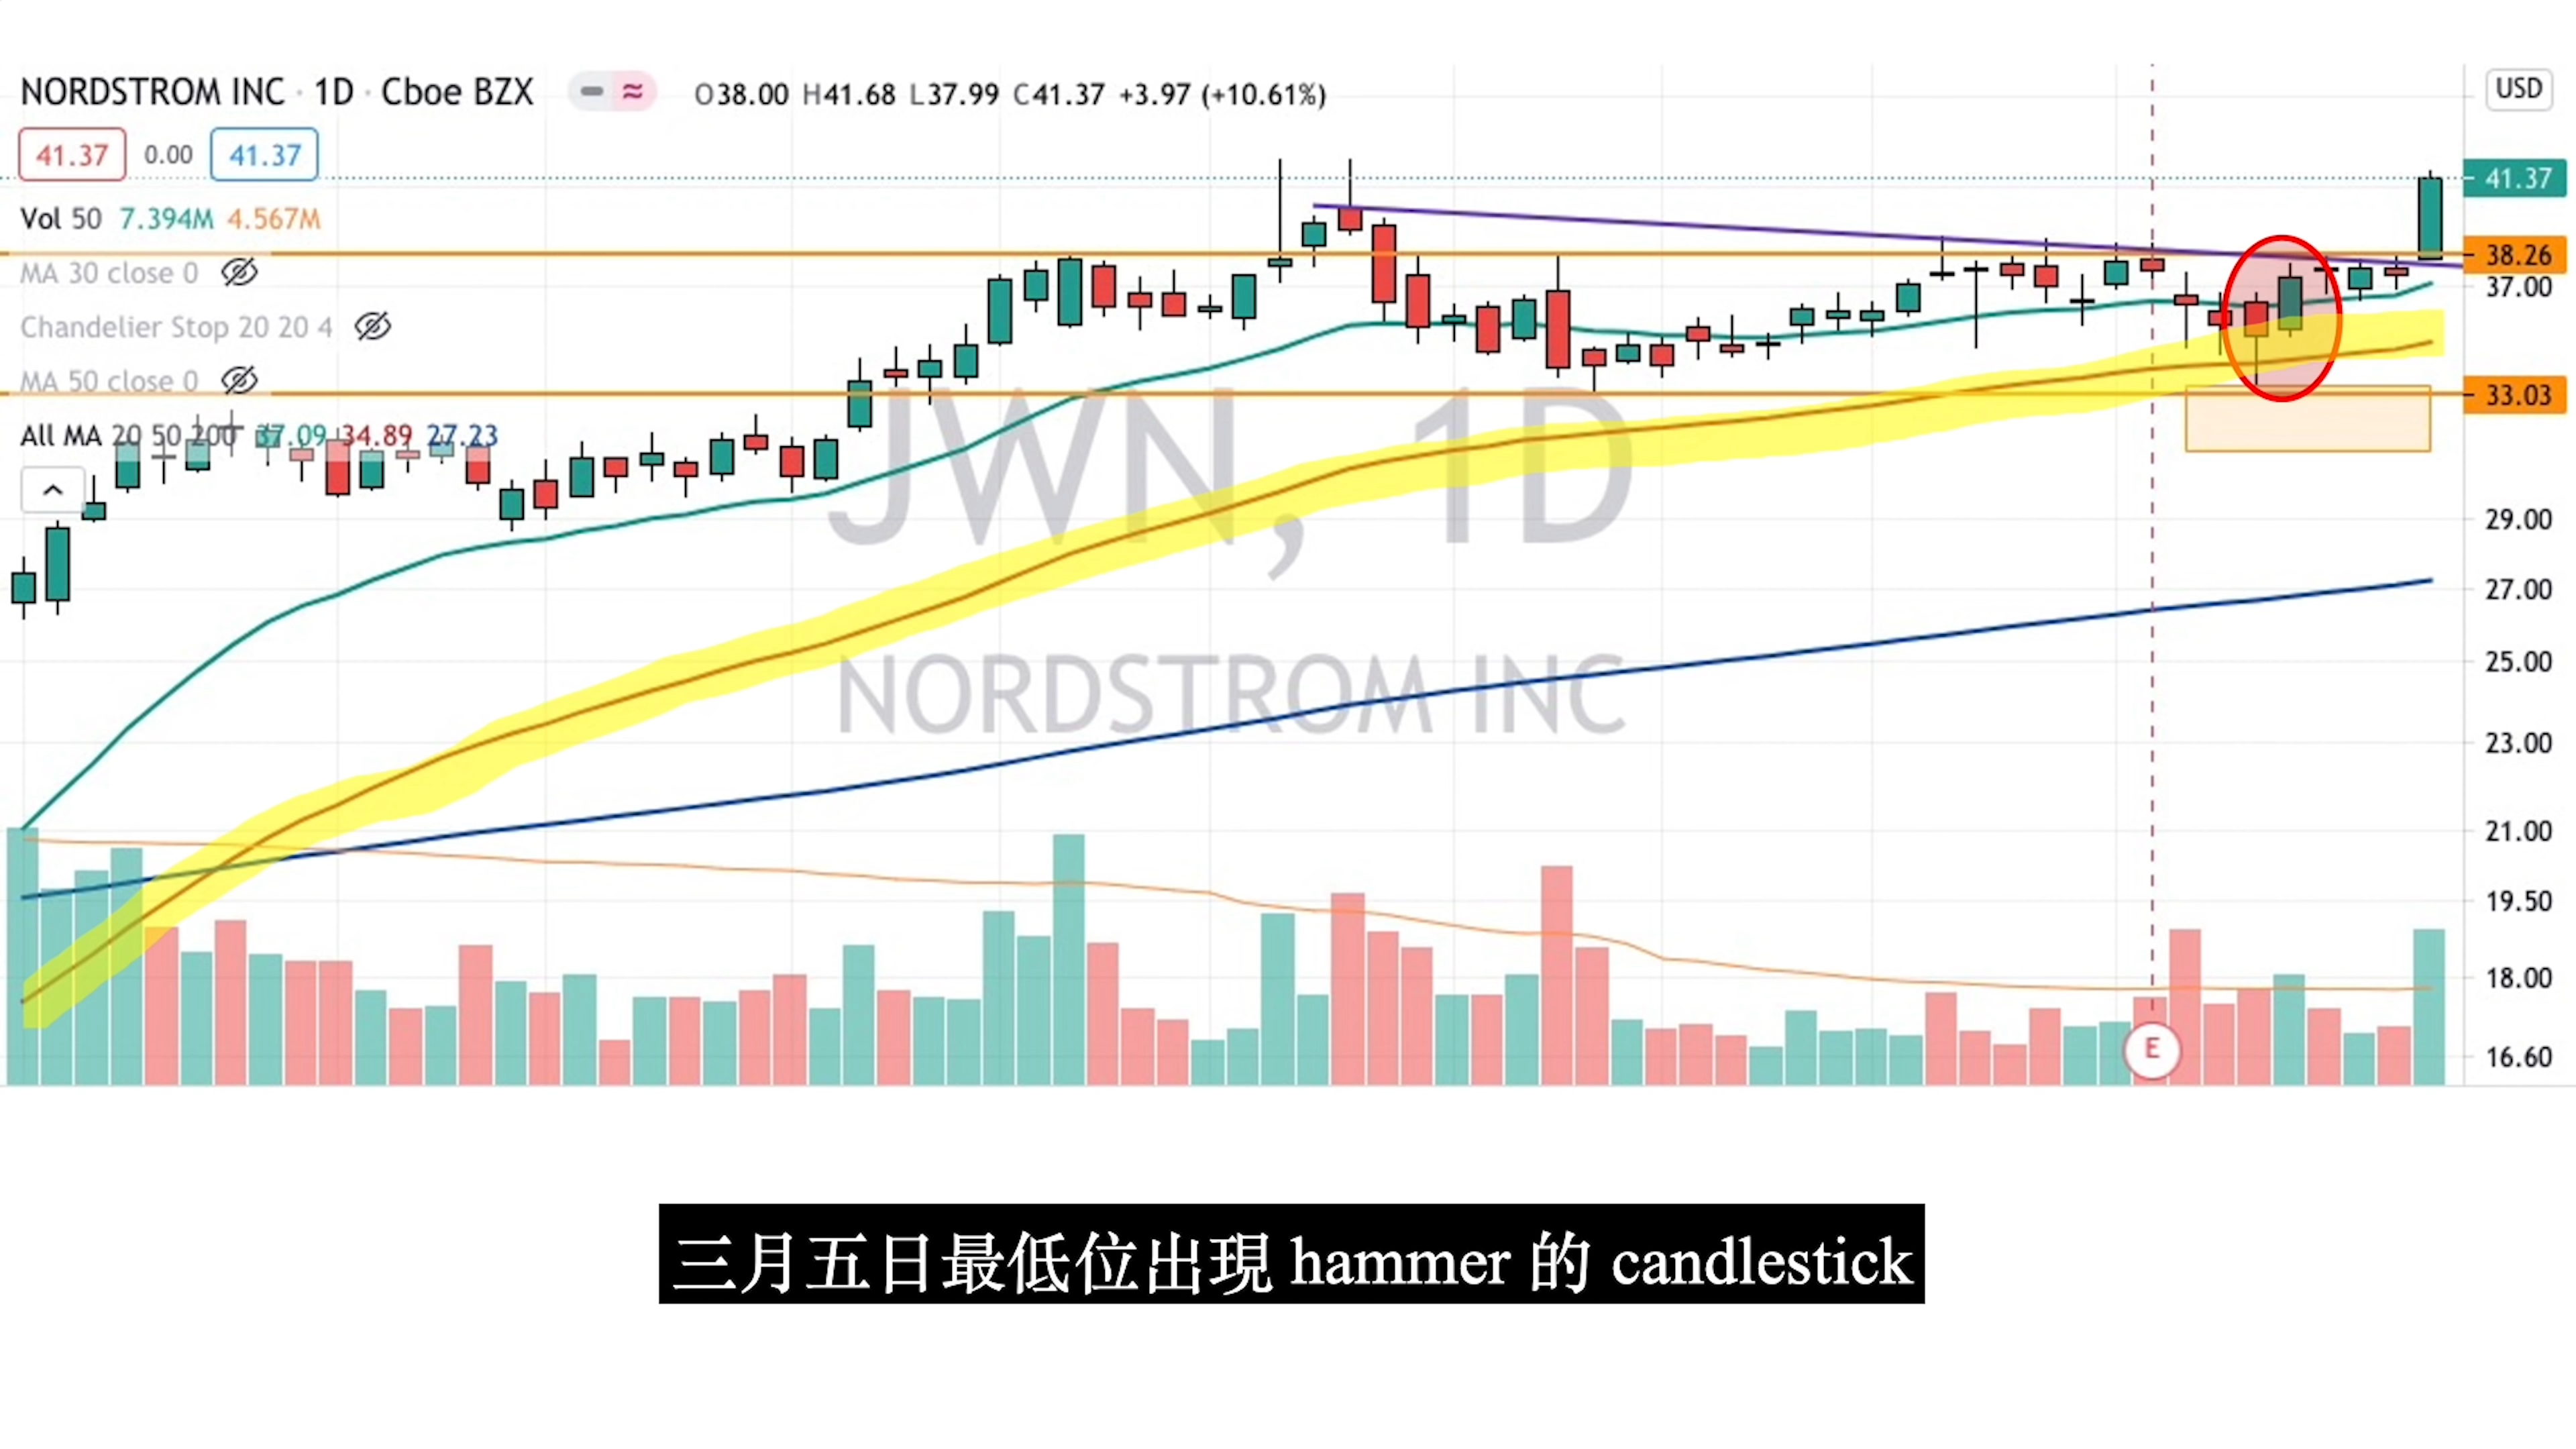 NORDSTROM INC · 1D · Cboe BZX
O38.00 H41.68 L37.99 C41.37 +3.97 (+10.61%)
USD
41.37 0.00 41.37
41.37
Vol 50 7.394M 4.567M
38.26
MA 30 close 0
37.00
Chandelier Stop 20 20 4
MA 50 close 0
33.03
All MA 20 50 200 37.09 34.89 27.23
JWN, 1D
29.00
27.00
NORDSTROM INC
25.00
23.00
21.00
19.50
18.00
E
16.60
三月五日最低位出現 hammer 的 candlestick